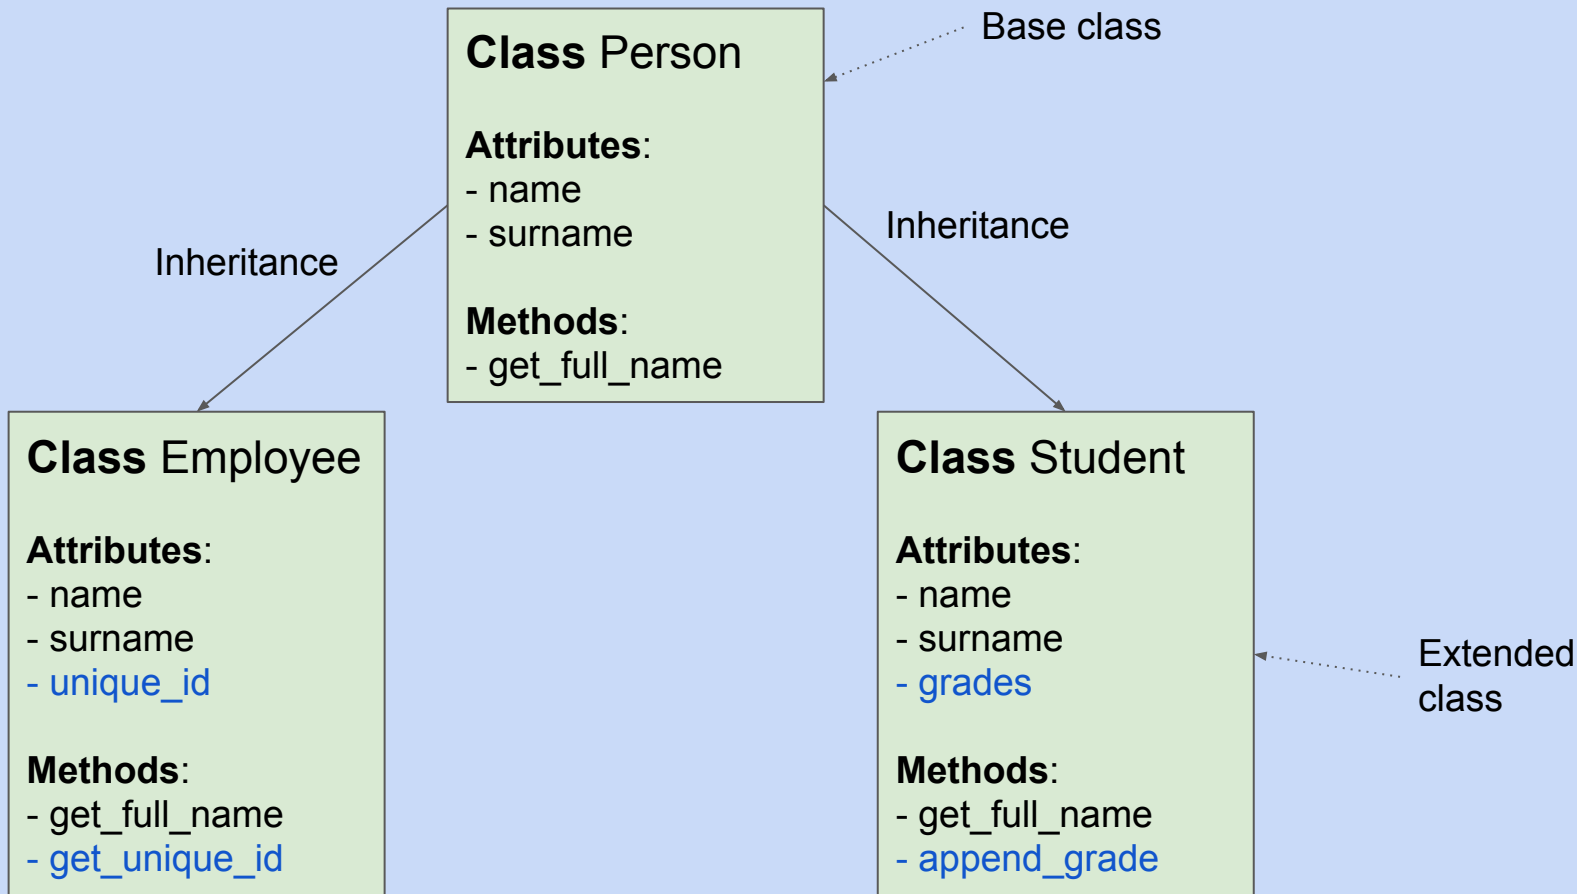 Base class
Class Person
Attributes:
- name
- surname
Methods:
- get_full_name
Inheritance
Inheritance
Class Employee
Attributes:
- name
- surname
- unique_id
Methods:
- get_full_name
- get_unique_id
Class Student
Attributes:
- name
- surname
- grades
Methods:
- get_full_name
- append_grade
Extended
class